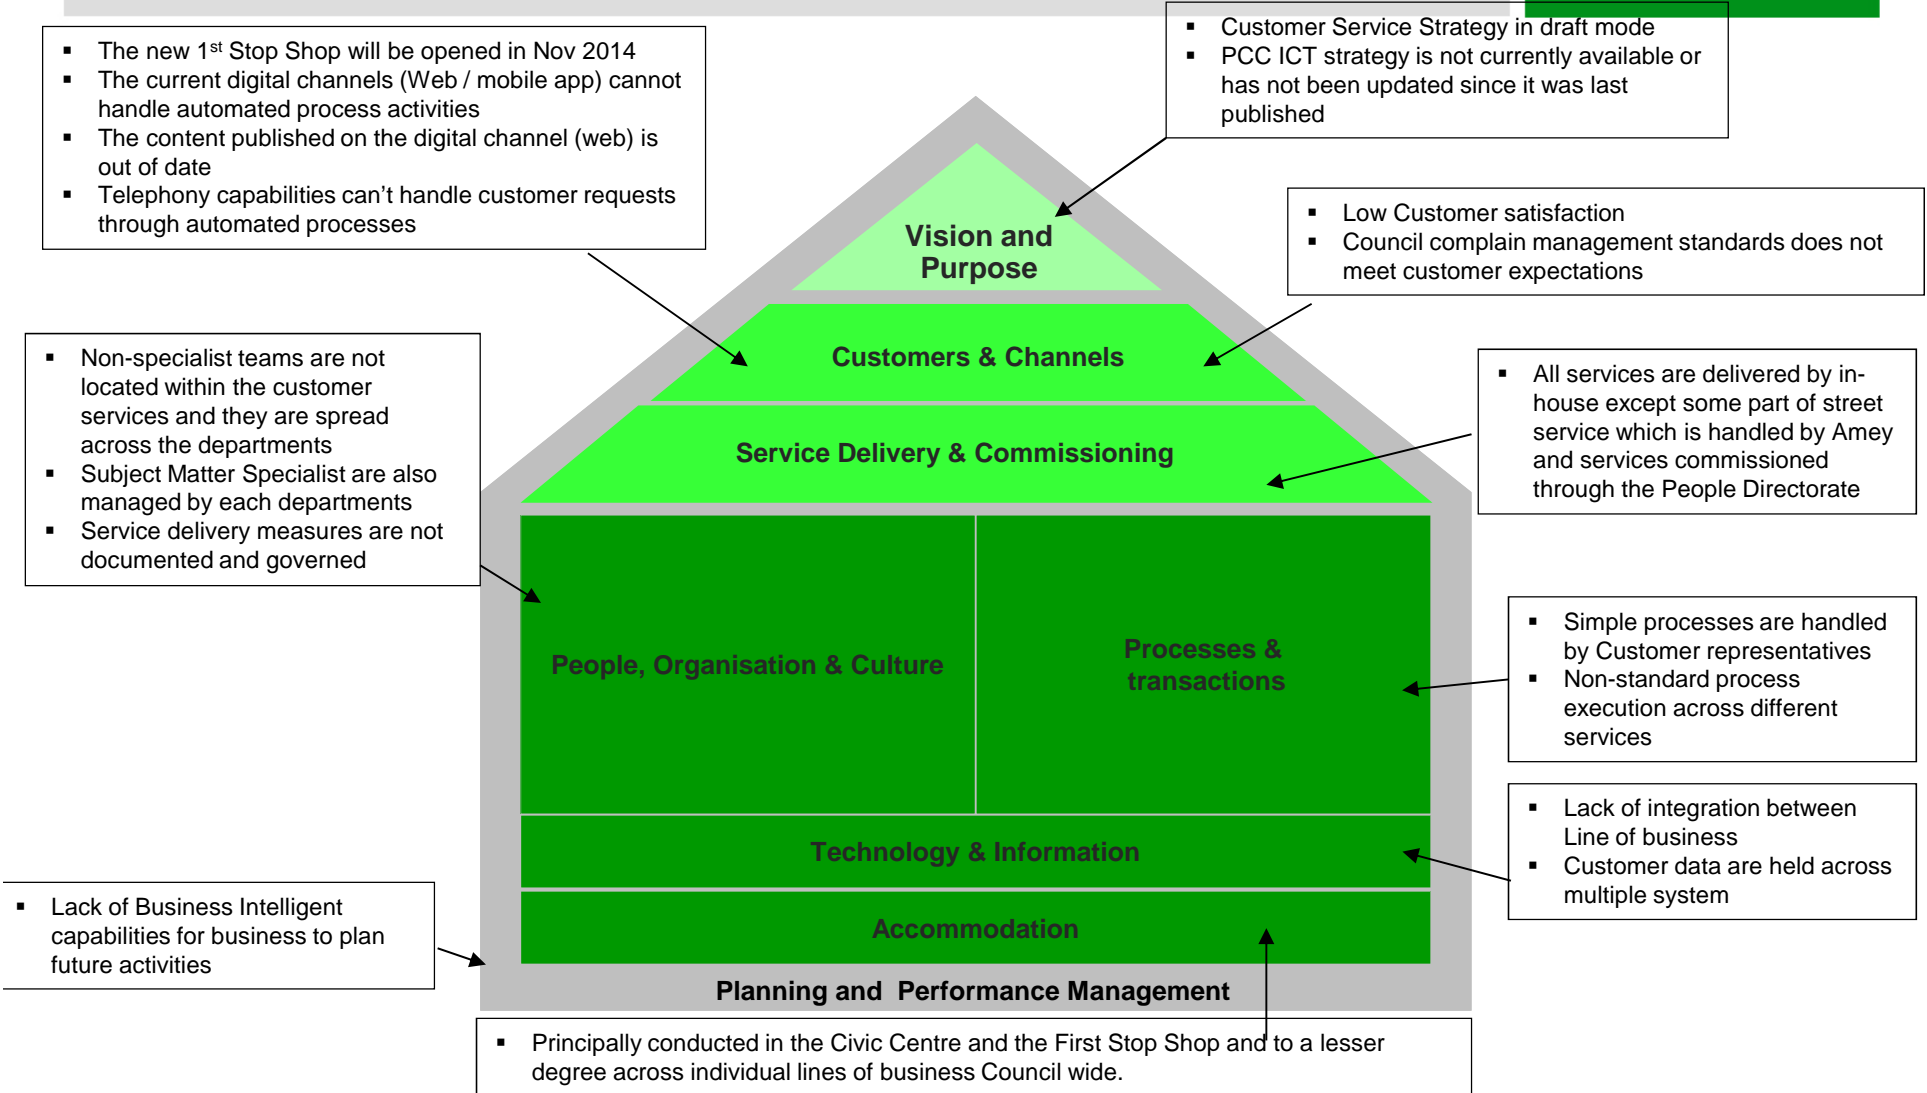 ▪ The new 1st Stop Shop will be opened in Nov 2014
▪ The current digital channels (Web / mobile app) cannot
handle automated process activities
▪ The content published on the digital channel (web) is
out of date
▪ Telephony capabilities can't handle customer requests
through automated processes
▪ Customer Service Strategy in draft mode
▪ PCC ICT strategy is not currently available or
has not been updated since it was last
published
▪ Low Customer satisfaction
▪ Council complain management standards does not
meet customer expectations
Vision and
Purpose
Customers & Channels
Service Delivery & Commissioning
▪ Non-specialist teams are not
located within the customer
services and they are spread
across the departments
▪ Subject Matter Specialist are also
managed by each departments
▪ Service delivery measures are not
documented and governed
▪ All services are delivered by in-
house except some part of street
service which is handled by Amey
and services commissioned
through the People Directorate
People, Organisation & Culture
Processes &
transactions
▪ Simple processes are handled
by Customer representatives
▪ Non-standard process
execution across different
services
Technology & Information
▪ Lack of integration between
Line of business
▪ Customer data are held across
multiple system
Accommodation
▪ Lack of Business Intelligent
capabilities for business to plan
future activities
Planning and Performance Management
▪ Principally conducted in the Civic Centre and the First Stop Shop and to a lesser
degree across individual lines of business Council wide.